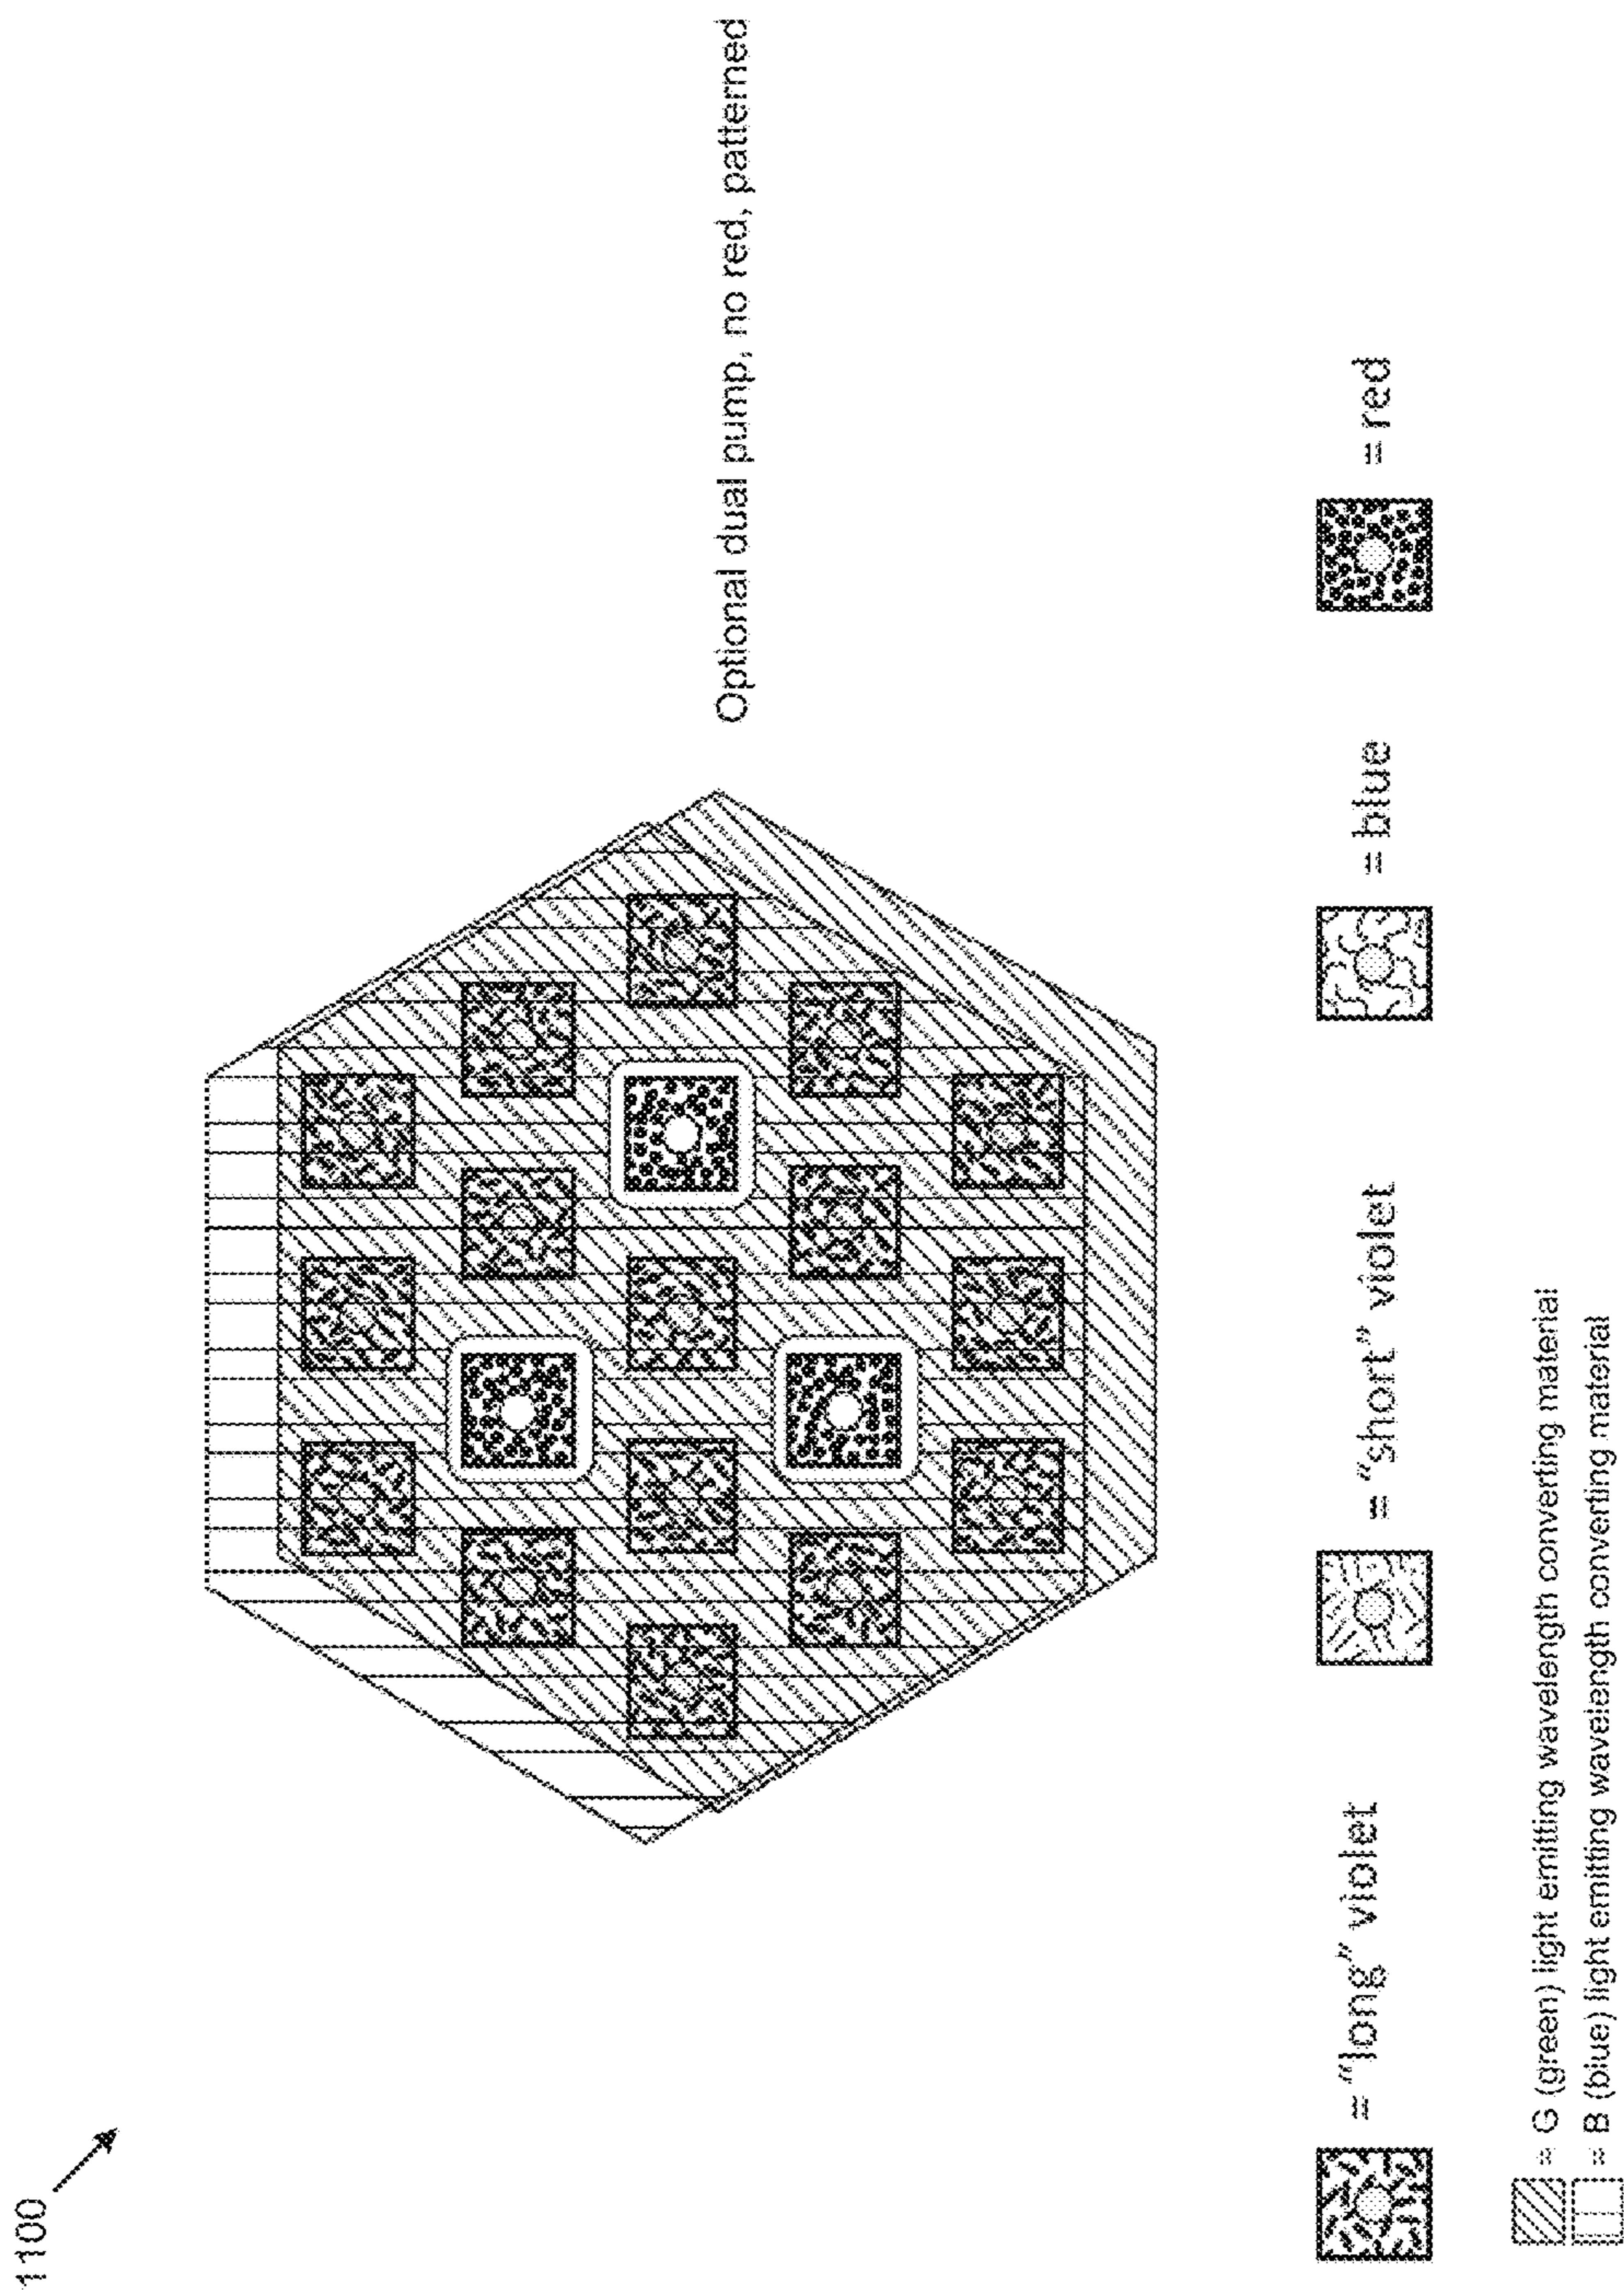 1100
Optional dual pump, no red, patterned
= "long" violet
= "short" violet
= blue
= red
= G (green) light emitting wavelength converting material
= B (blue) light emitting wavelength converting material